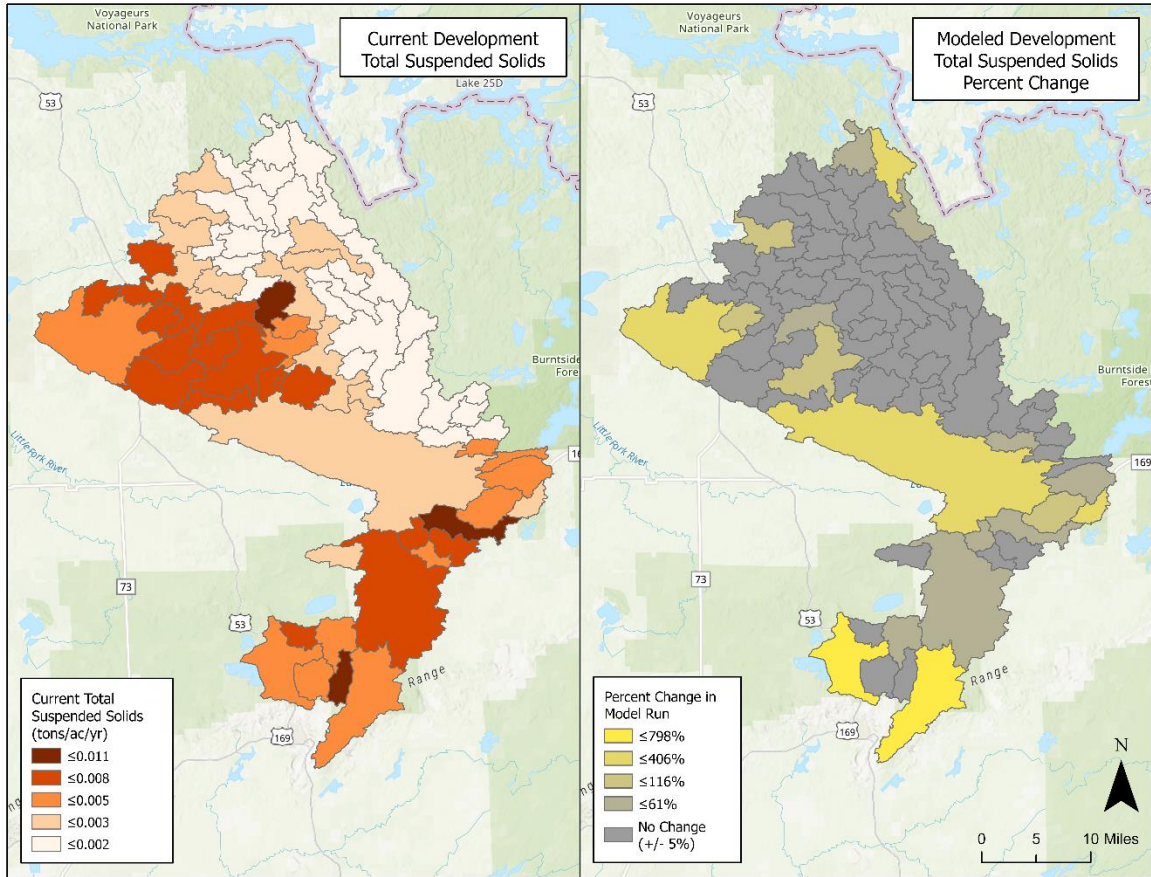 Voyageurs
National Park
Current Development
Total Suspended Solids
Lake 25D
53
Burntside
Fores
Little Fork River
169
73
53
Range
169
Current Total
Suspended Solids
(tons/ac/yr)
≤0.011
≤0.008
≤0.005
≤0.003
≤0.002
Voyageurs
National Park
Modeled Development
Total Suspended Solids
Percent Change
53
Burntside
Forest
Little Fork River
169
73
53
Range
169
Percent Change in
Model Run
≤798%
≤406%
≤116%
≤61%
No Change
(+/- 5%)
N
0 5 10 Miles